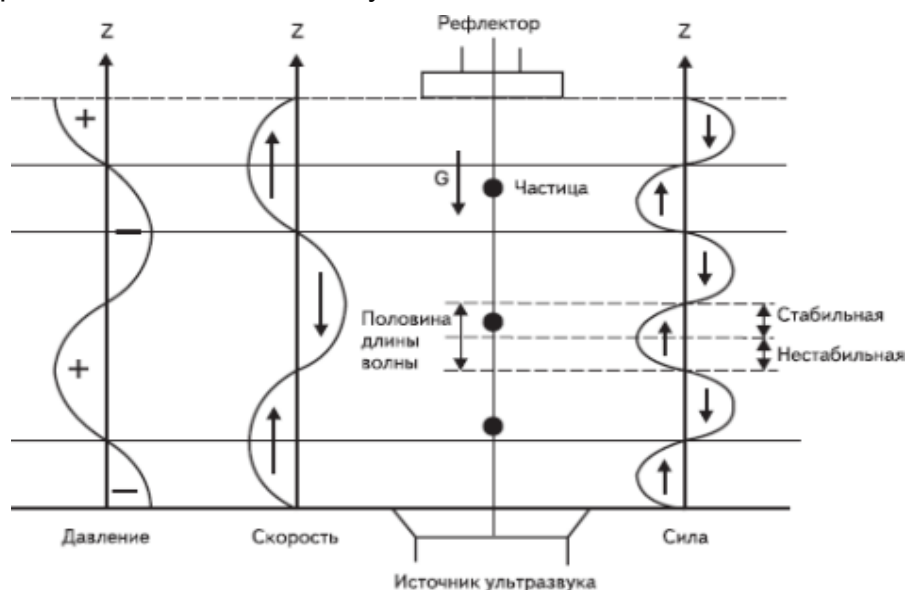 Рефлектор
Z
Z
Z
+
G
Частица
−
Половина
длины
волны
Стабильная
Нестабильная
+
−
Давление
Скорость
Сила
Источник ультразвука